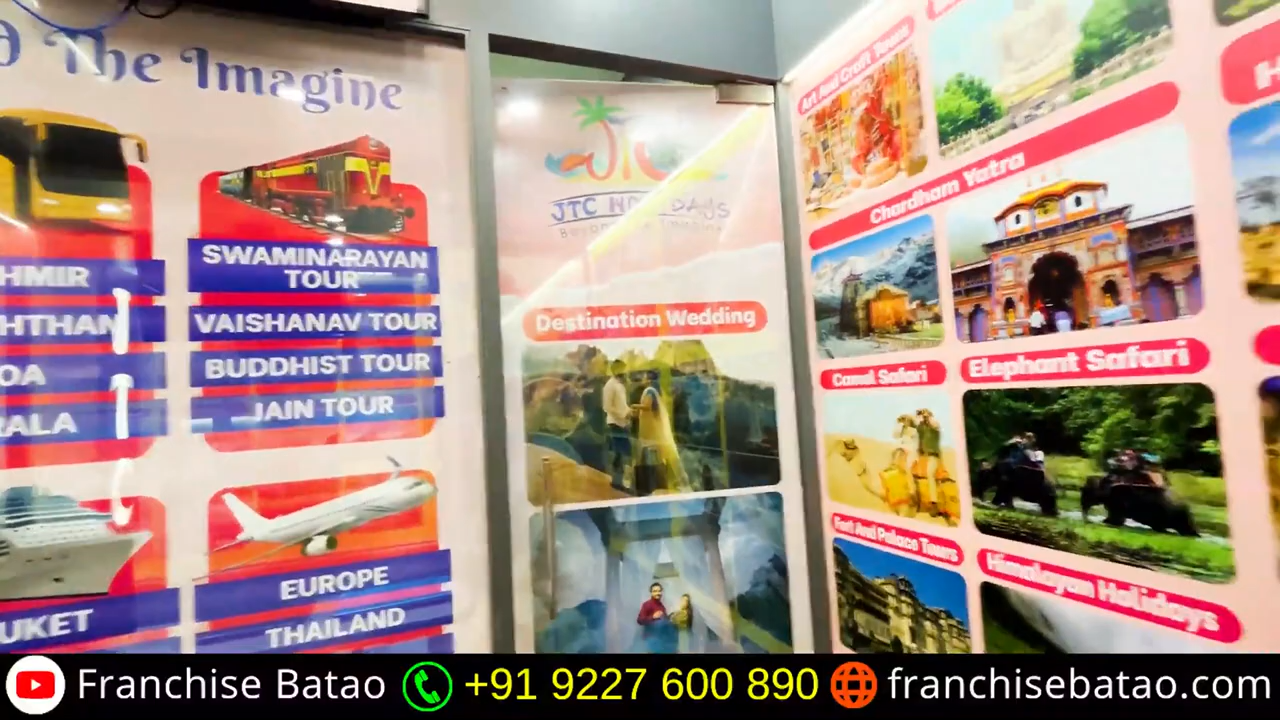 The Imagine
HMIR
HTHAN
OA
RALA
UKET
SWAMINARAYAN
TOUR
VAISHANAV TOUR
BUDDHIST TOUR
JAIN TOUR
EUROPE
THAILAND
JTC HOLIDAYS
Destination Wedding
Art And Craft Tours
Chardham Yatra
Camel Safari
Elephant Safari
Fort And Palace Tours
Himalayan Holidays
H
Franchise Batao
+91 9227 600 890
franchisebatao.com